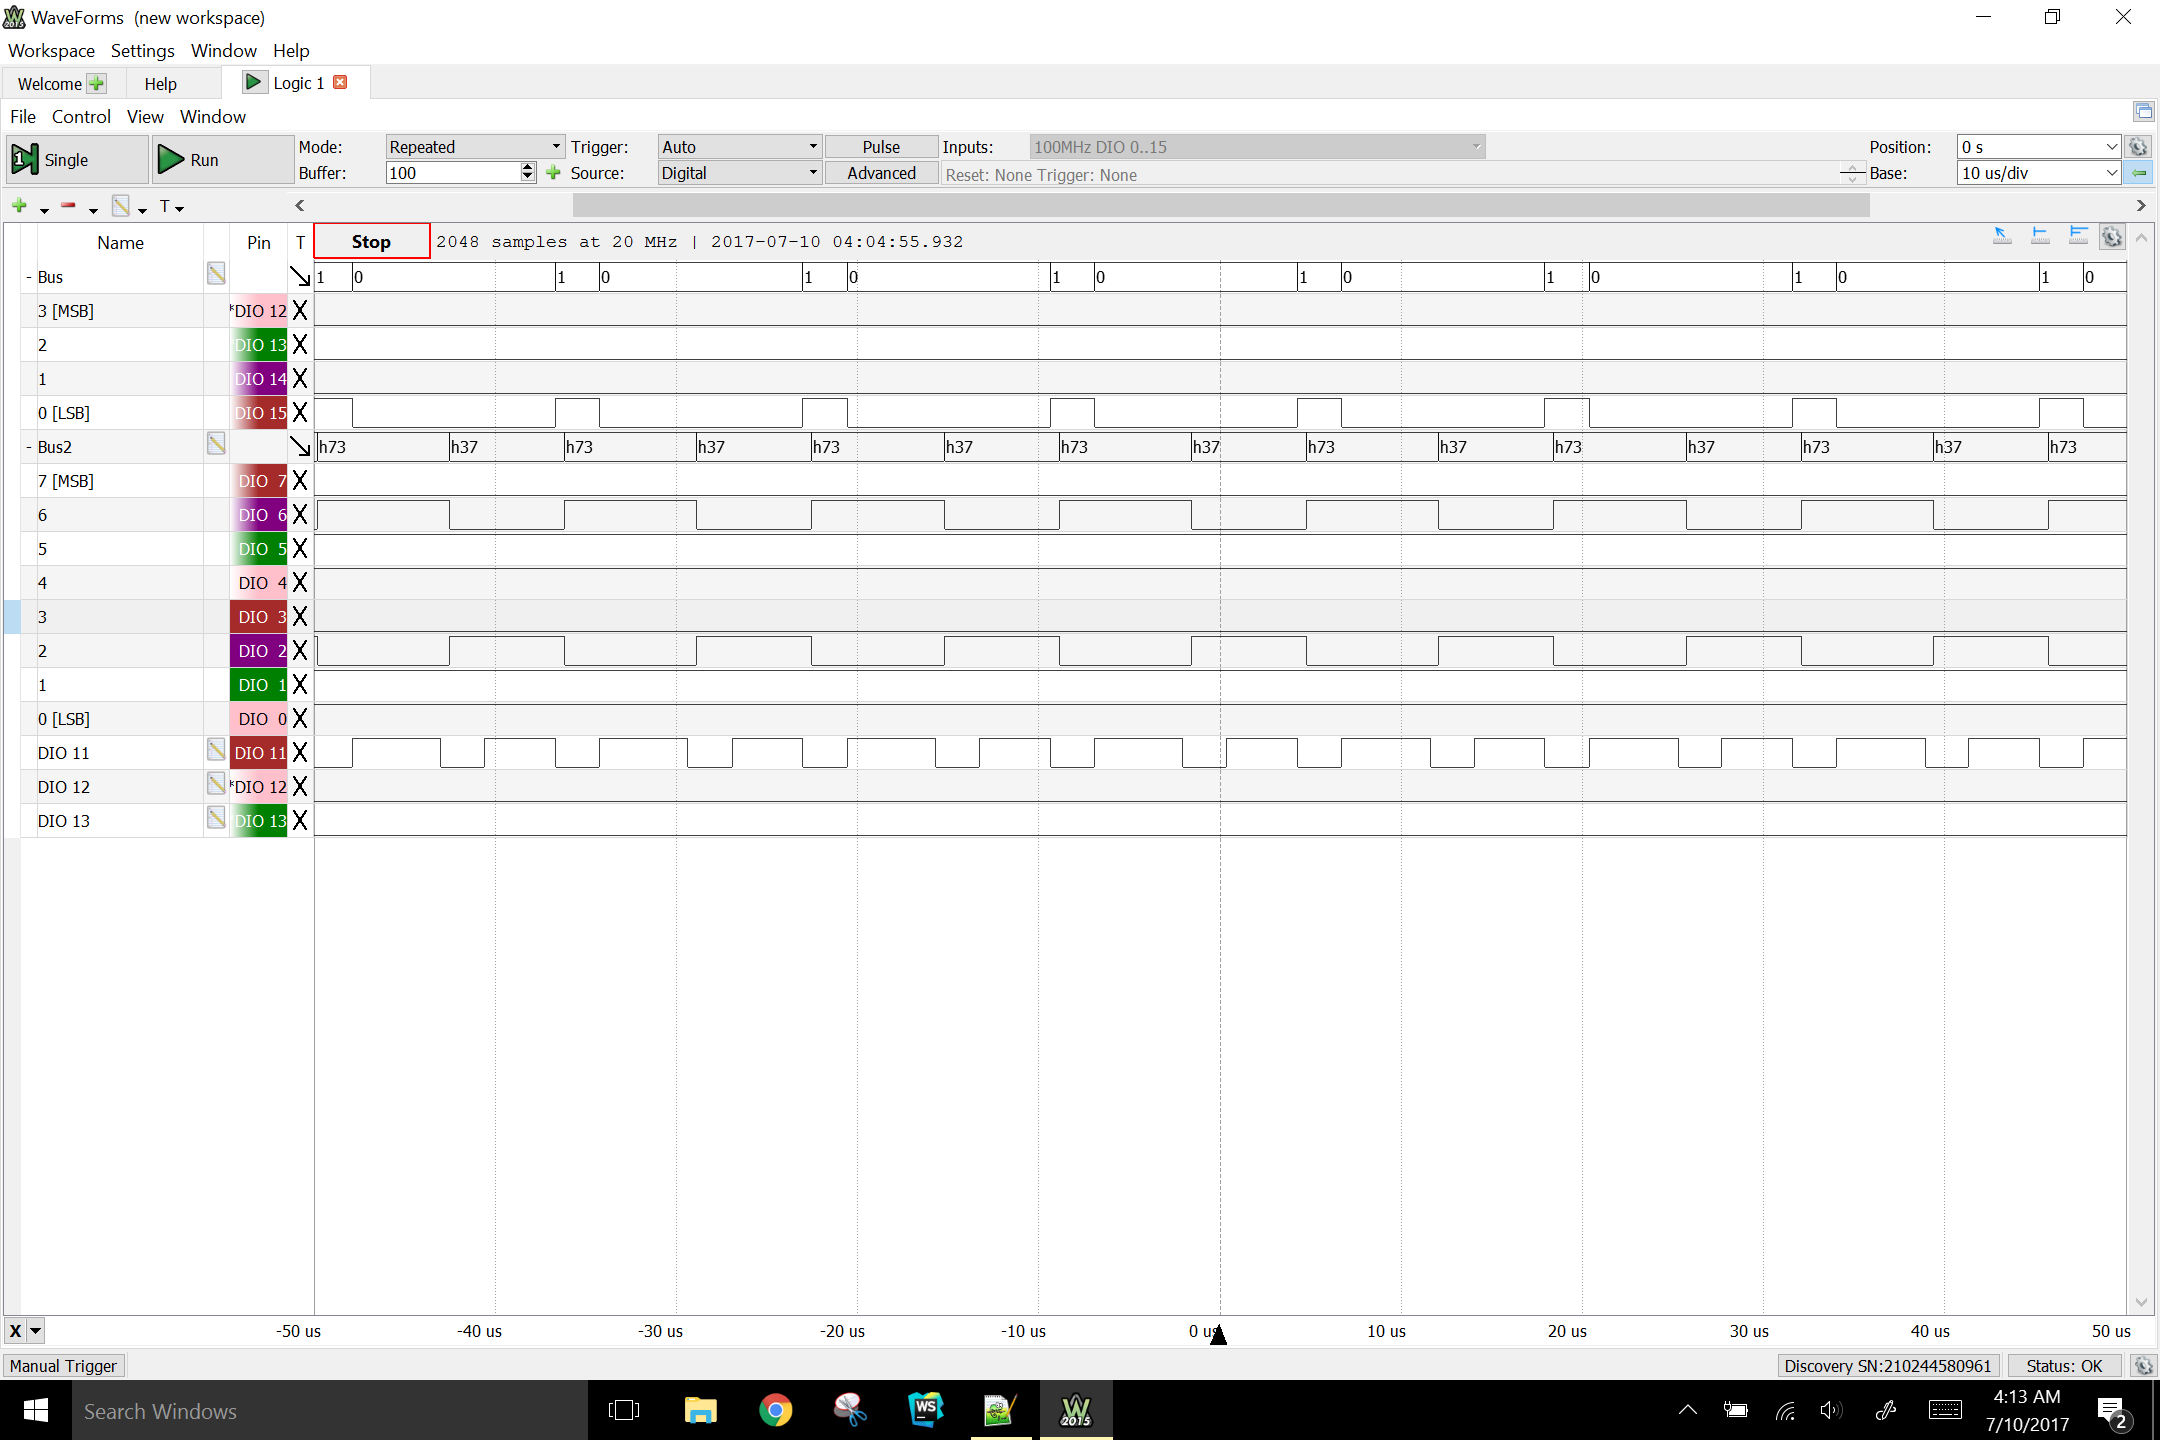 WaveForms (new workspace)
Workspace Settings Window Help
Welcome Help Logic 1
File Control View Window
Single Run Mode: Repeated Trigger: Auto Pulse Inputs: 100MHz DIO 0..15 Position: 0 s
Buffer: 100 Source: Digital Advanced Reset: None Trigger: None Base: 10 us/div
T
Name Pin T Stop 2048 samples at 20 MHz | 2017-07-10 04:04:55.932
- Bus 1 0 1 0 1 0 1 0 1 0 1 0 1 0 1 0
3 [MSB] *DIO 12 X
2 DIO 13 X
1 DIO 14 X
0 [LSB] DIO 15 X
- Bus2 h73 h37 h73 h37 h73 h37 h73 h37 h73 h37 h73 h37 h73 h37 h73
7 [MSB] DIO 7 X
6 DIO 6 X
5 DIO 5 X
4 DIO 4 X
3 DIO 3 X
2 DIO 2 X
1 DIO 1 X
0 [LSB] DIO 0 X
DIO 11 DIO 11 X
DIO 12 *DIO 12 X
DIO 13 DIO 13 X
X -50 us -40 us -30 us -20 us -10 us 0 us 10 us 20 us 30 us 40 us 50 us
Manual Trigger Discovery SN:210244580961 Status: OK
Search Windows WS W 2015 4:13 AM
7/10/2017 2